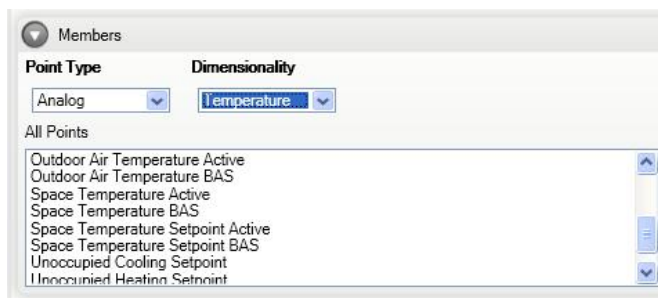 Members
Point Type Dimensionality
Analog Temperature
All Points
Outdoor Air Temperature Active
Outdoor Air Temperature BAS
Space Temperature Active
Space Temperature BAS
Space Temperature Setpoint Active
Space Temperature Setpoint BAS
Unoccupied Cooling Setpoint
Unoccupied Heating Setpoint